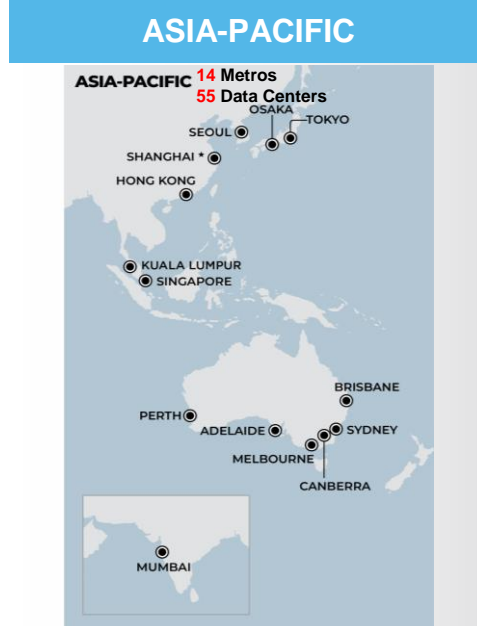 ASIA-PACIFIC
ASIA-PACIFIC 14 Metros
55 Data Centers
OSAKA
TOKYO
SEOUL
SHANGHAI *
HONG KONG
KUALA LUMPUR
SINGAPORE
BRISBANE
PERTH
ADELAIDE
SYDNEY
MELBOURNE
CANBERRA
MUMBAI